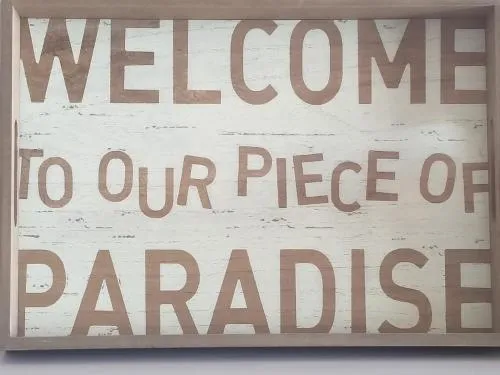 WELCOME
TO OUR PIECE OF
PARADISE